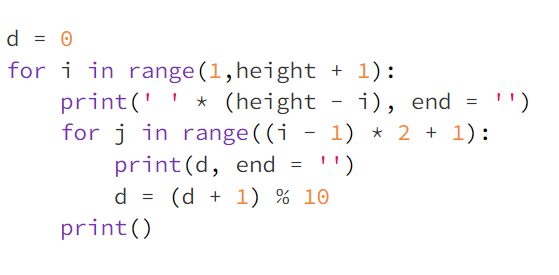 d = 0
for i in range(1,height + 1):
    print(' ' * (height - i), end = '')
    for j in range((i - 1) * 2 + 1):
        print(d, end = '')
        d = (d + 1) % 10
    print()